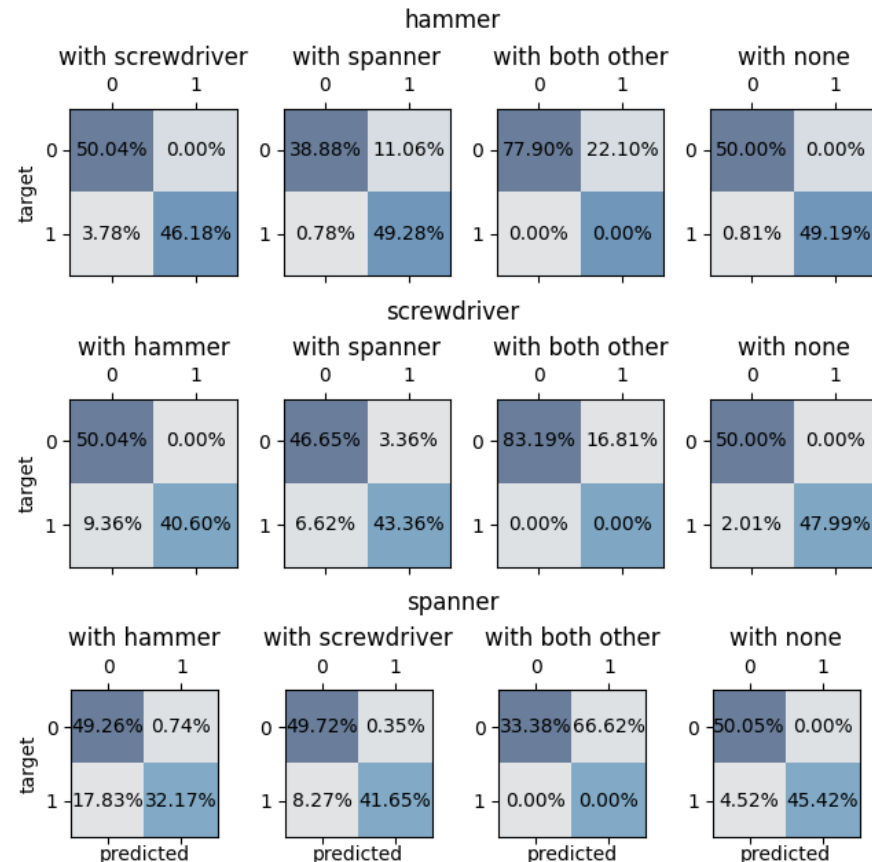 hammer
with screwdriver with spanner with both other with none
0 1 0 1 0 1 0 1
0 50.04% 0.00% 0 38.88% 11.06% 0 77.90% 22.10% 0 50.00% 0.00%
target
1 3.78% 46.18% 1 0.78% 49.28% 1 0.00% 0.00% 1 0.81% 49.19%
screwdriver
with hammer with spanner with both other with none
0 1 0 1 0 1 0 1
0 50.04% 0.00% 0 46.65% 3.36% 0 83.19% 16.81% 0 50.00% 0.00%
target
1 9.36% 40.60% 1 6.62% 43.36% 1 0.00% 0.00% 1 2.01% 47.99%
spanner
with hammer with screwdriver with both other with none
0 1 0 1 0 1 0 1
0 49.26% 0.74% 0 49.72% 0.35% 0 33.38% 66.62% 0 50.05% 0.00%
target
1 17.83% 32.17% 1 8.27% 41.65% 1 0.00% 0.00% 1 4.52% 45.42%
predicted predicted predicted predicted